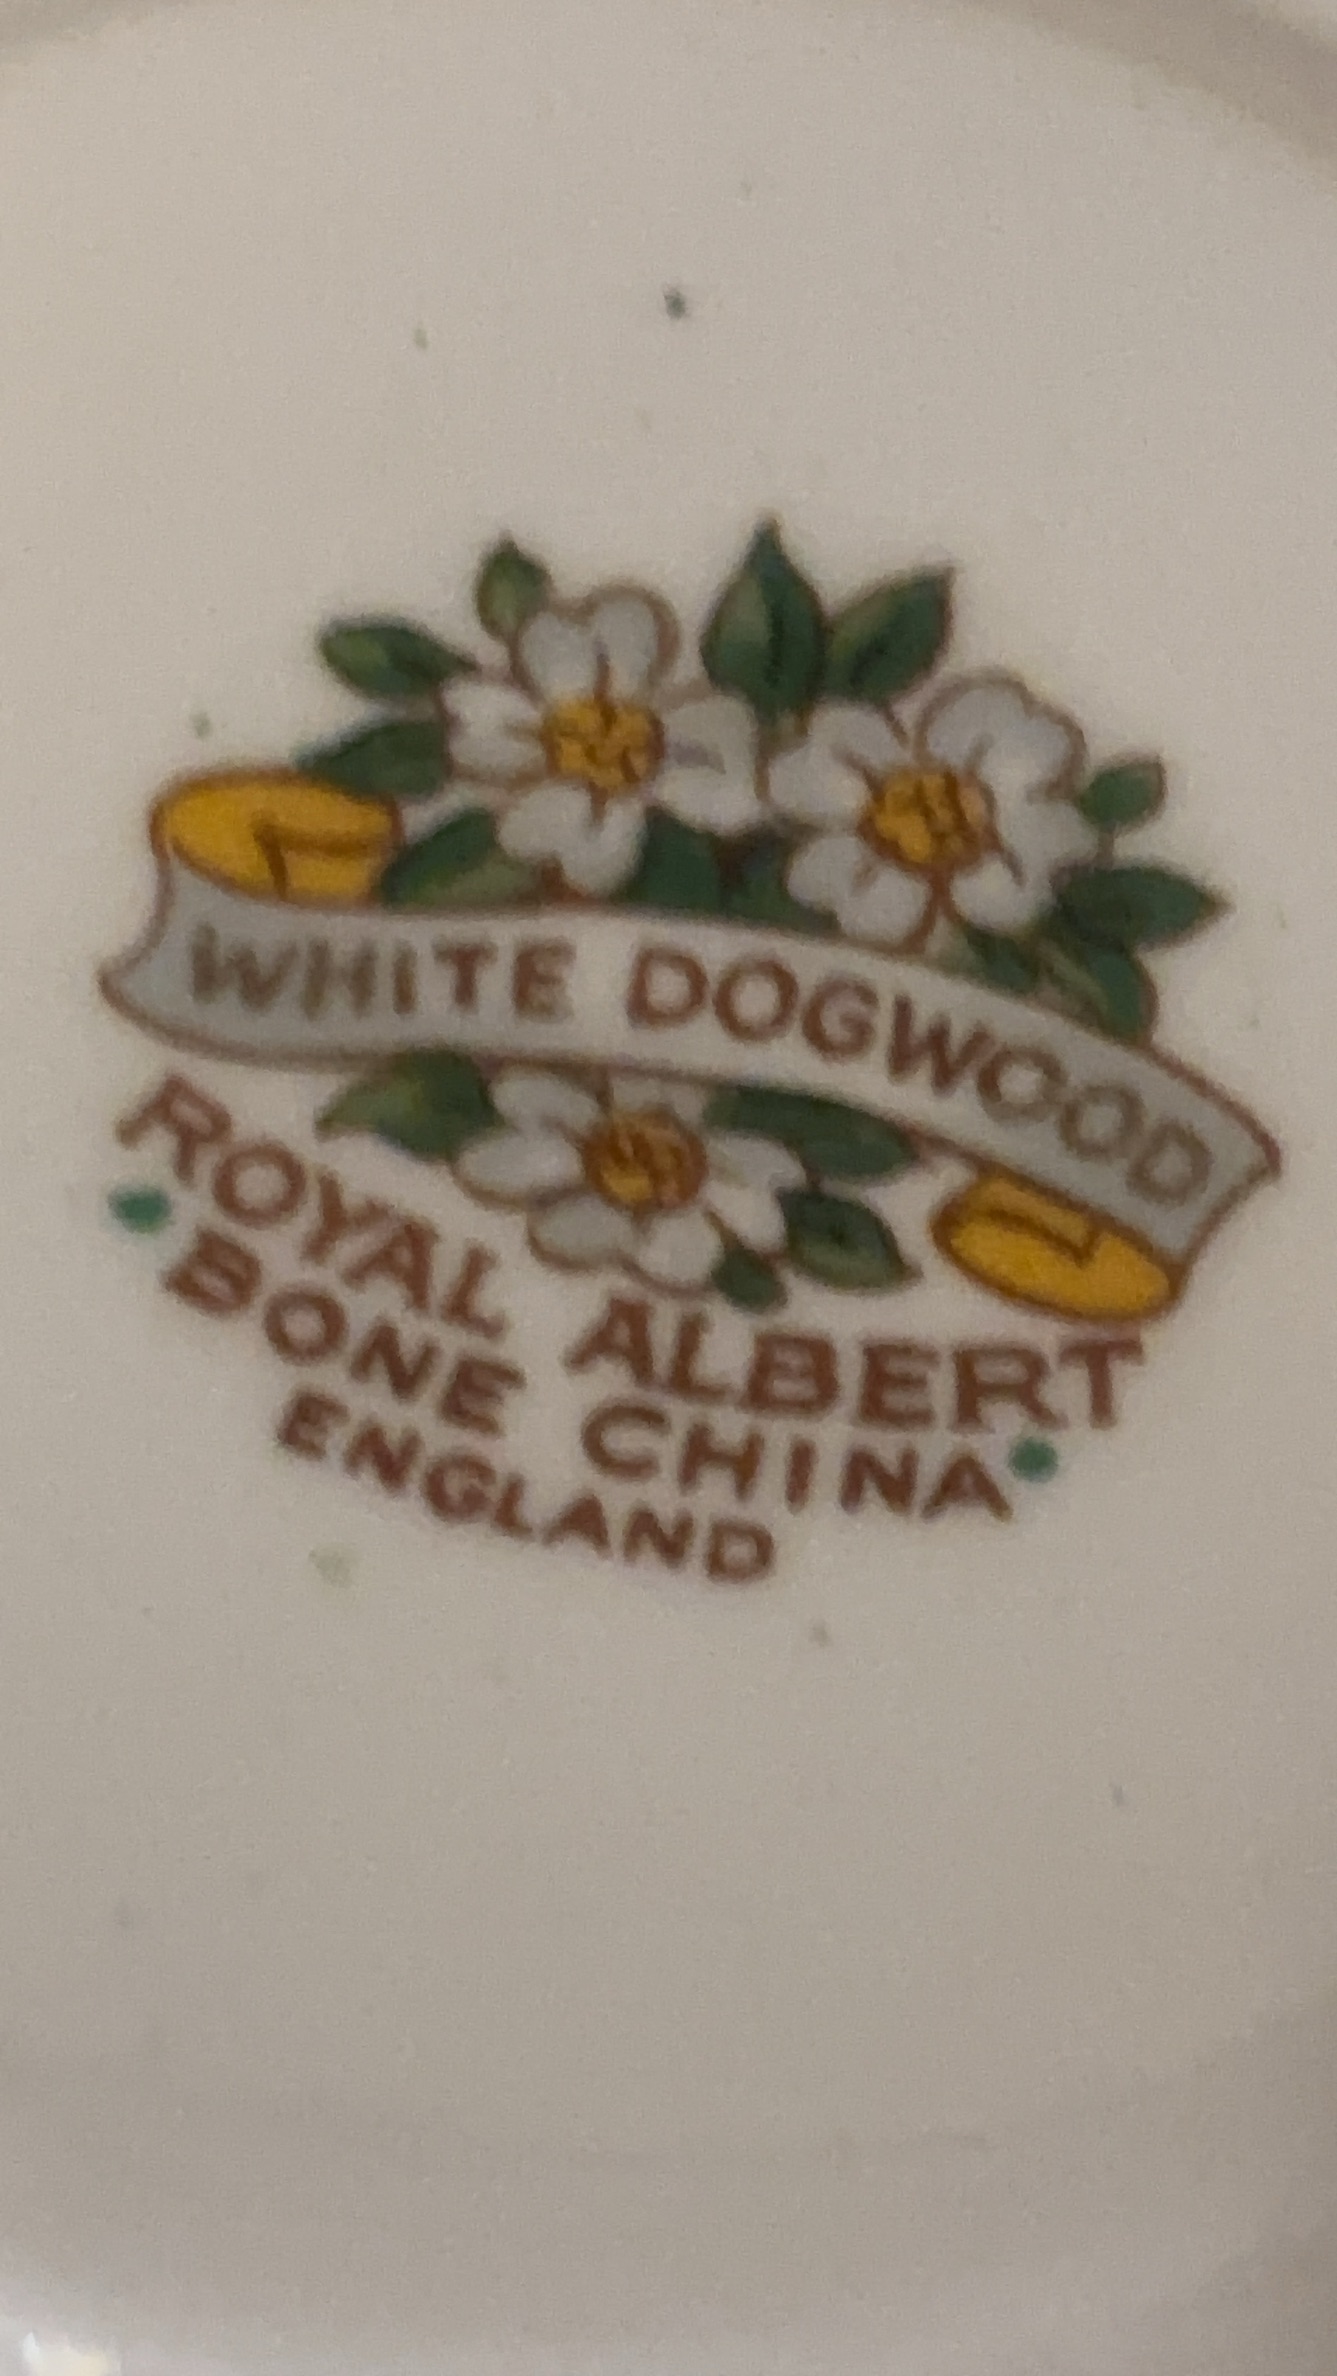 WHITE DOGWOOD
ROYAL ALBERT
BONE CHINA
ENGLAND